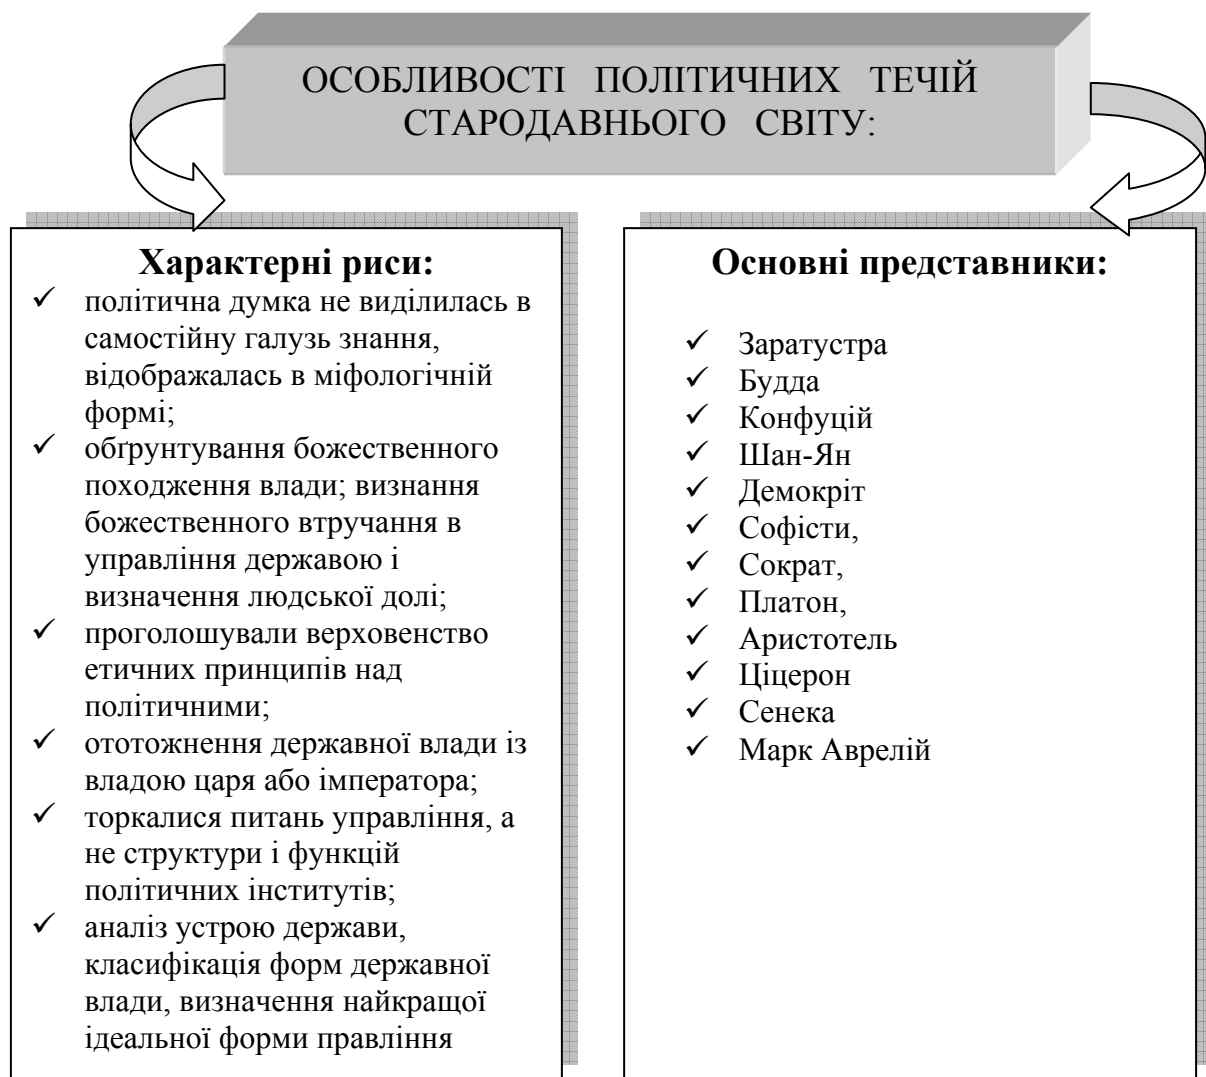 ОСОБЛИВОСТІ ПОЛІТИЧНИХ ТЕЧІЙ
СТАРОДАВНЬОГО СВІТУ:
Характерні риси:
✓ політична думка не виділилась в
самостійну галузь знання,
відображалась в міфологічній
формі;
✓ обґрунтування божественного
походження влади; визнання
божественного втручання в
управління державою і
визначення людської долі;
✓ проголошували верховенство
етичних принципів над
політичними;
✓ ототожнення державної влади із
владою царя або імператора;
✓ торкалися питань управління, а
не структури і функцій
політичних інститутів;
✓ аналіз устрою держави,
класифікація форм державної
влади, визначення найкращої
ідеальної форми правління
Основні представники:
✓ Заратустра
✓ Будда
✓ Конфуцій
✓ Шан-Ян
✓ Демокріт
✓ Софісти,
✓ Сократ,
✓ Платон,
✓ Аристотель
✓ Ціцерон
✓ Сенека
✓ Марк Аврелій